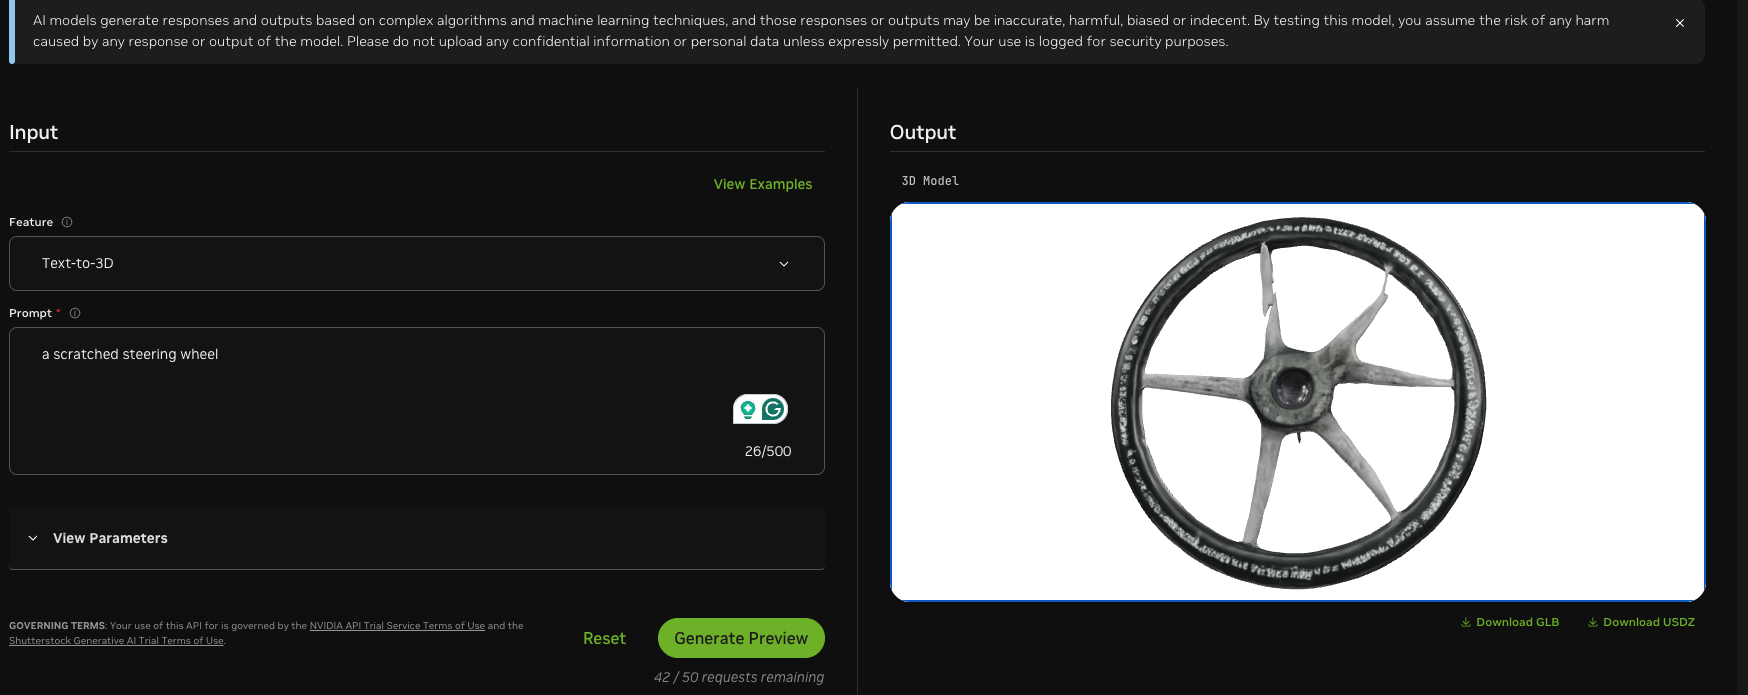 AI models generate responses and outputs based on complex algorithms and machine learning techniques, and those responses or outputs may be inaccurate, harmful, biased or indecent. By testing this model, you assume the risk of any harm
caused by any response or output of the model. Please do not upload any confidential information or personal data unless expressly permitted. Your use is logged for security purposes.
Input
View Examples
Feature
Text-to-3D
Prompt *
a scratched steering wheel
26/500
View Parameters
GOVERNING TERMS: Your use of this API for is governed by the NVIDIA API Trial Service Terms of Use and the
Shutterstock Generative AI Trial Terms of Use.
Reset
Generate Preview
42 / 50 requests remaining
Output
3D Model
Download GLB
Download USDZ